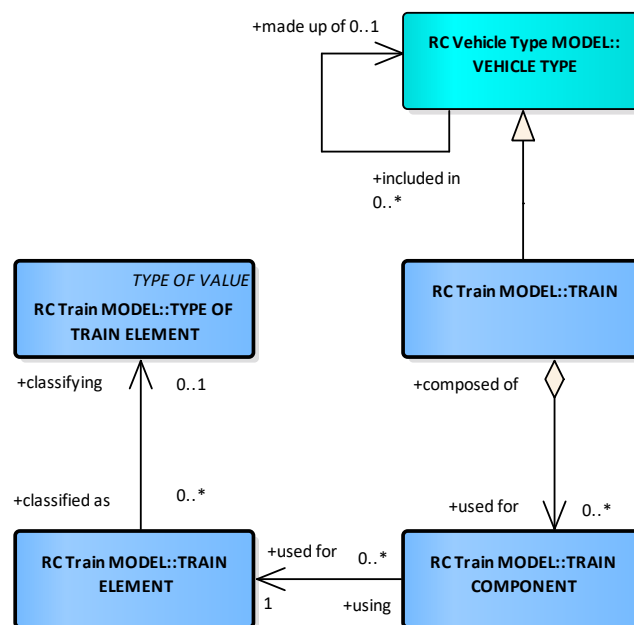 +made up of 0..1
RC Vehicle Type MODEL::
VEHICLE TYPE
+included in
0..*
TYPE OF VALUE
RC Train MODEL::TYPE OF
TRAIN ELEMENT
RC Train MODEL::TRAIN
+classifying
0..1
+composed of
+classified as
0..*
+used for
0..*
RC Train MODEL::TRAIN
ELEMENT
+used for
0..*
1
+using
RC Train MODEL::TRAIN
COMPONENT